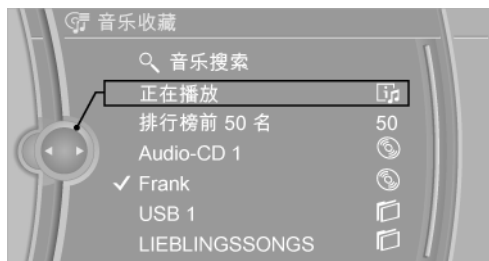 音乐收藏
音乐搜索
正在播放
排行榜前 50 名 50
Audio-CD 1
Frank
USB 1
LIEBLINGSSONGS